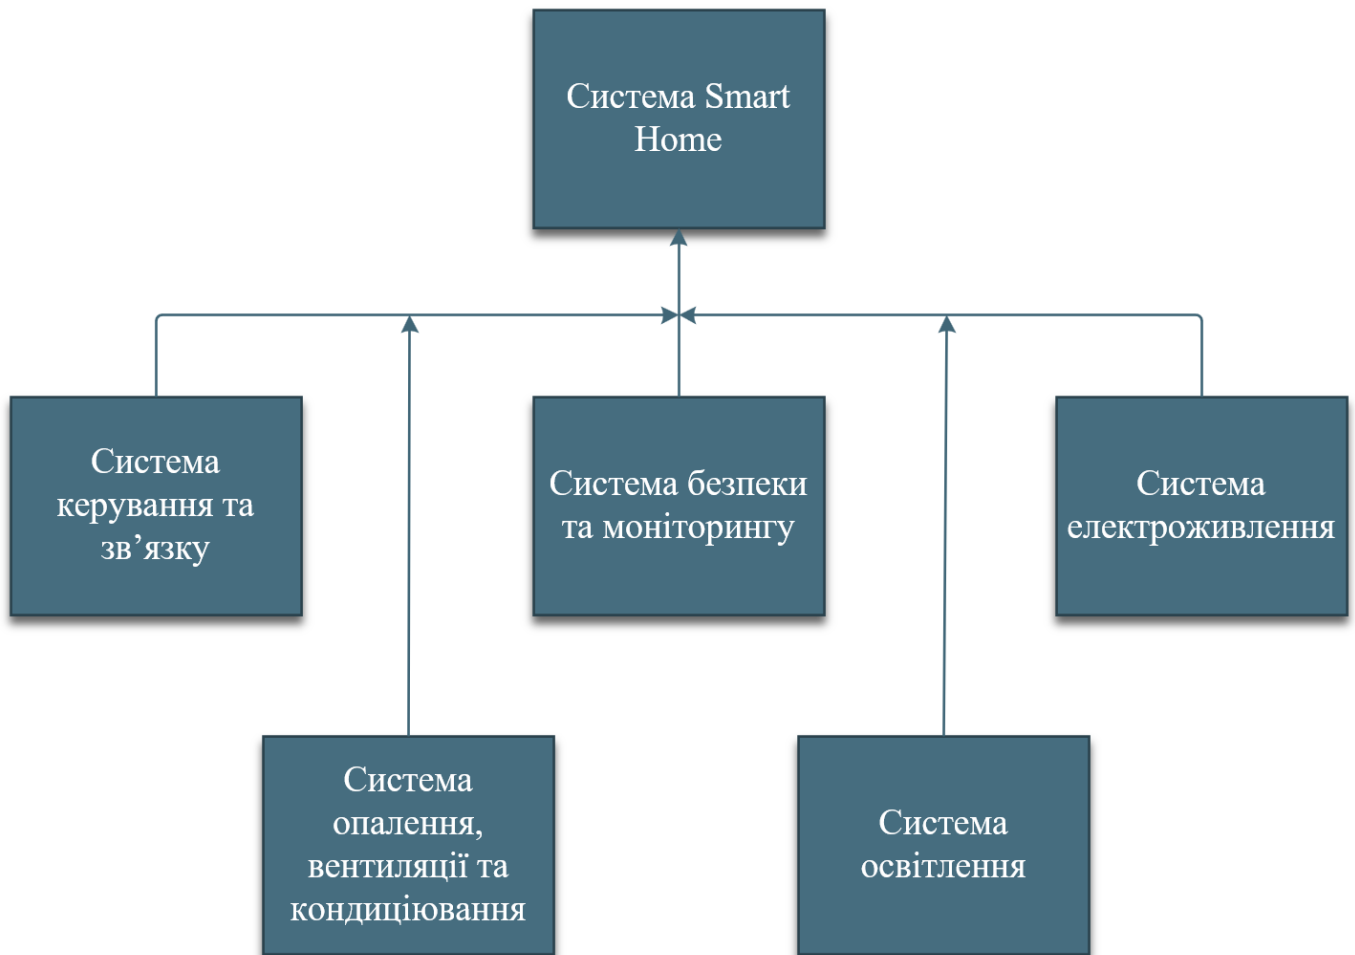 Система Smart
Home
Система
керування та
зв’язку
Система безпеки
та моніторингу
Система
електроживлення
Система
опалення,
вентиляції та
кондиціювання
Система
освітлення